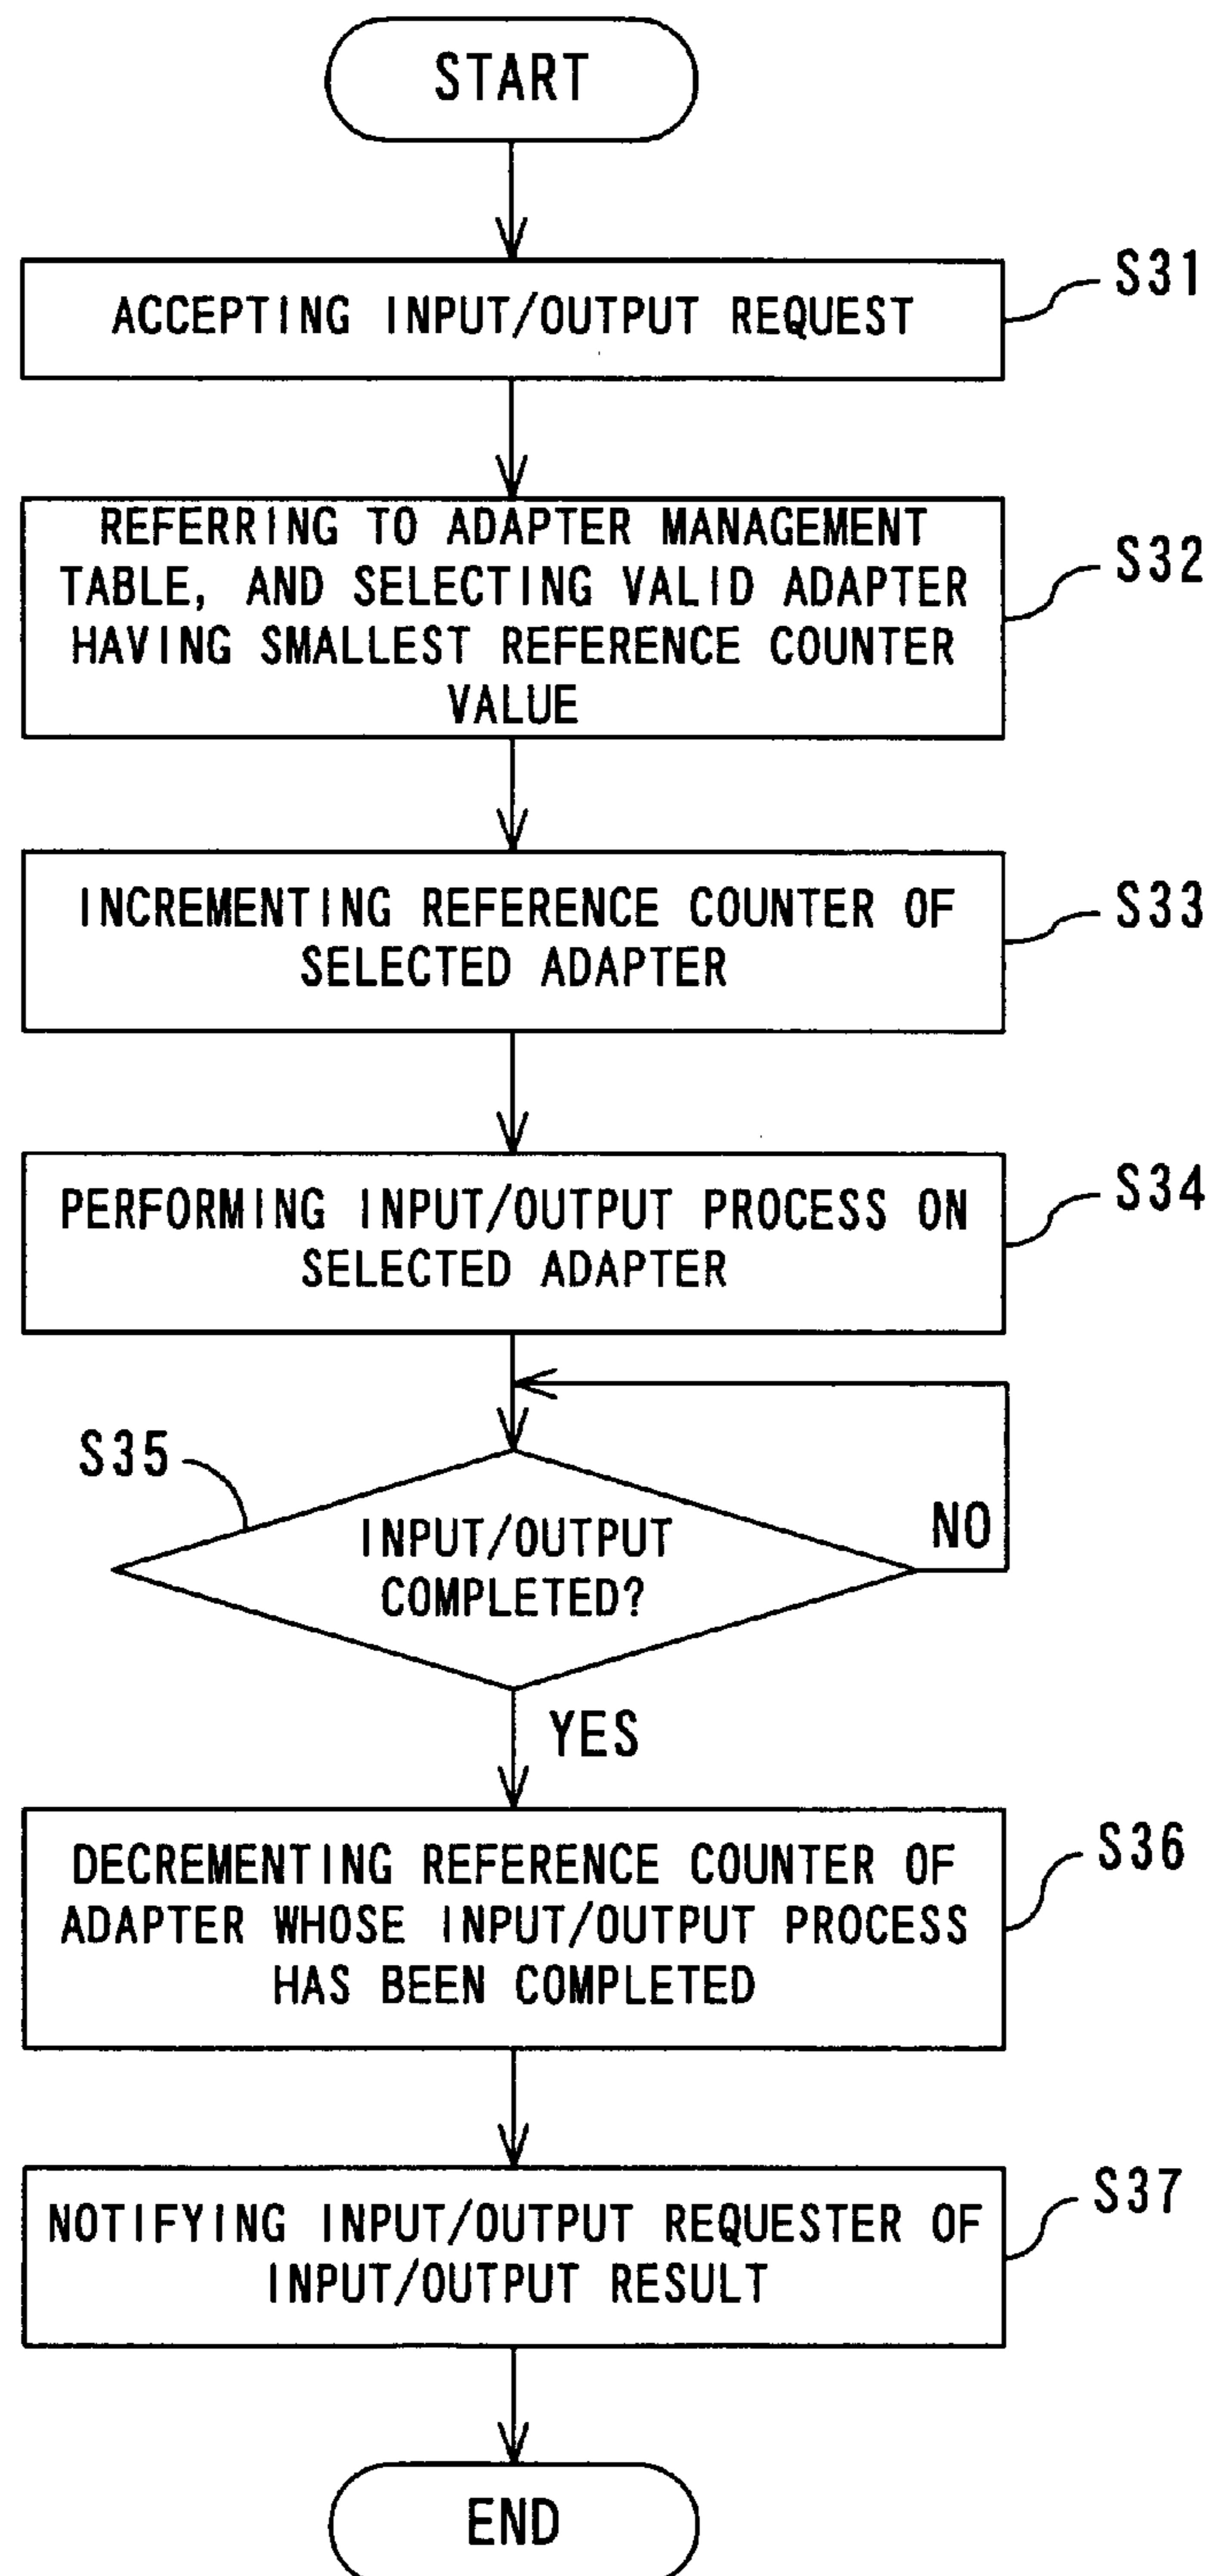 START
ACCEPTING INPUT/OUTPUT REQUEST
S31
REFERRING TO ADAPTER MANAGEMENT
TABLE, AND SELECTING VALID ADAPTER
HAVING SMALLEST REFERENCE COUNTER
VALUE
S32
INCREMENTING REFERENCE COUNTER OF
SELECTED ADAPTER
S33
PERFORMING INPUT/OUTPUT PROCESS ON
SELECTED ADAPTER
S34
S35
INPUT/OUTPUT
COMPLETED?
NO
YES
DECREMENTING REFERENCE COUNTER OF
ADAPTER WHOSE INPUT/OUTPUT PROCESS
HAS BEEN COMPLETED
S36
NOTIFYING INPUT/OUTPUT REQUESTER OF
INPUT/OUTPUT RESULT
S37
END